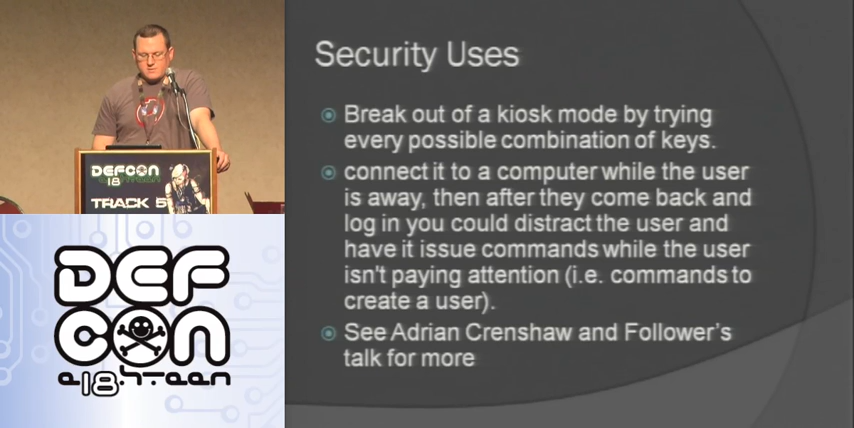 DEFCON
18
TRACK 5
DEF
CON
e18hteen
Security Uses
Break out of a kiosk mode by trying
every possible combination of keys.
connect it to a computer while the user
is away, then after they come back and
log in you could distract the user and
have it issue commands while the user
isn't paying attention (i.e. commands to
create a user).
See Adrian Crenshaw and Follower's
talk for more